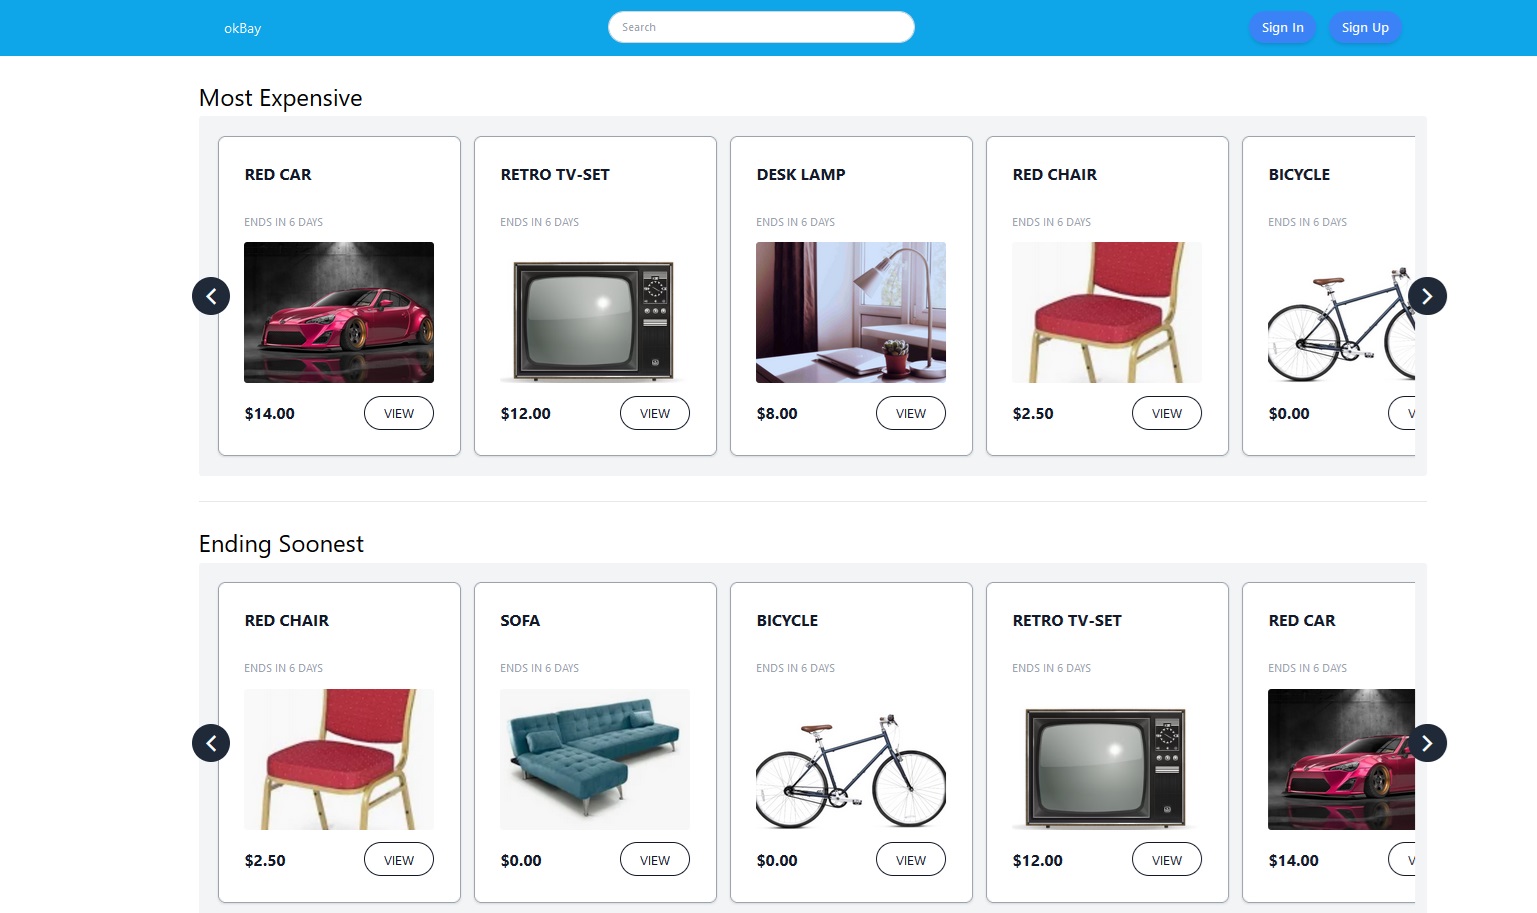 okBay
Search
Sign In
Sign Up
Most Expensive
RED CAR
ENDS IN 6 DAYS
$14.00
VIEW
RETRO TV-SET
ENDS IN 6 DAYS
$12.00
VIEW
DESK LAMP
ENDS IN 6 DAYS
$8.00
VIEW
RED CHAIR
ENDS IN 6 DAYS
$2.50
VIEW
BICYCLE
ENDS IN 6 DAYS
$0.00
V
Ending Soonest
RED CHAIR
ENDS IN 6 DAYS
$2.50
VIEW
SOFA
ENDS IN 6 DAYS
$0.00
VIEW
BICYCLE
ENDS IN 6 DAYS
$0.00
VIEW
RETRO TV-SET
ENDS IN 6 DAYS
$12.00
VIEW
RED CAR
ENDS IN 6 DAYS
$14.00
V